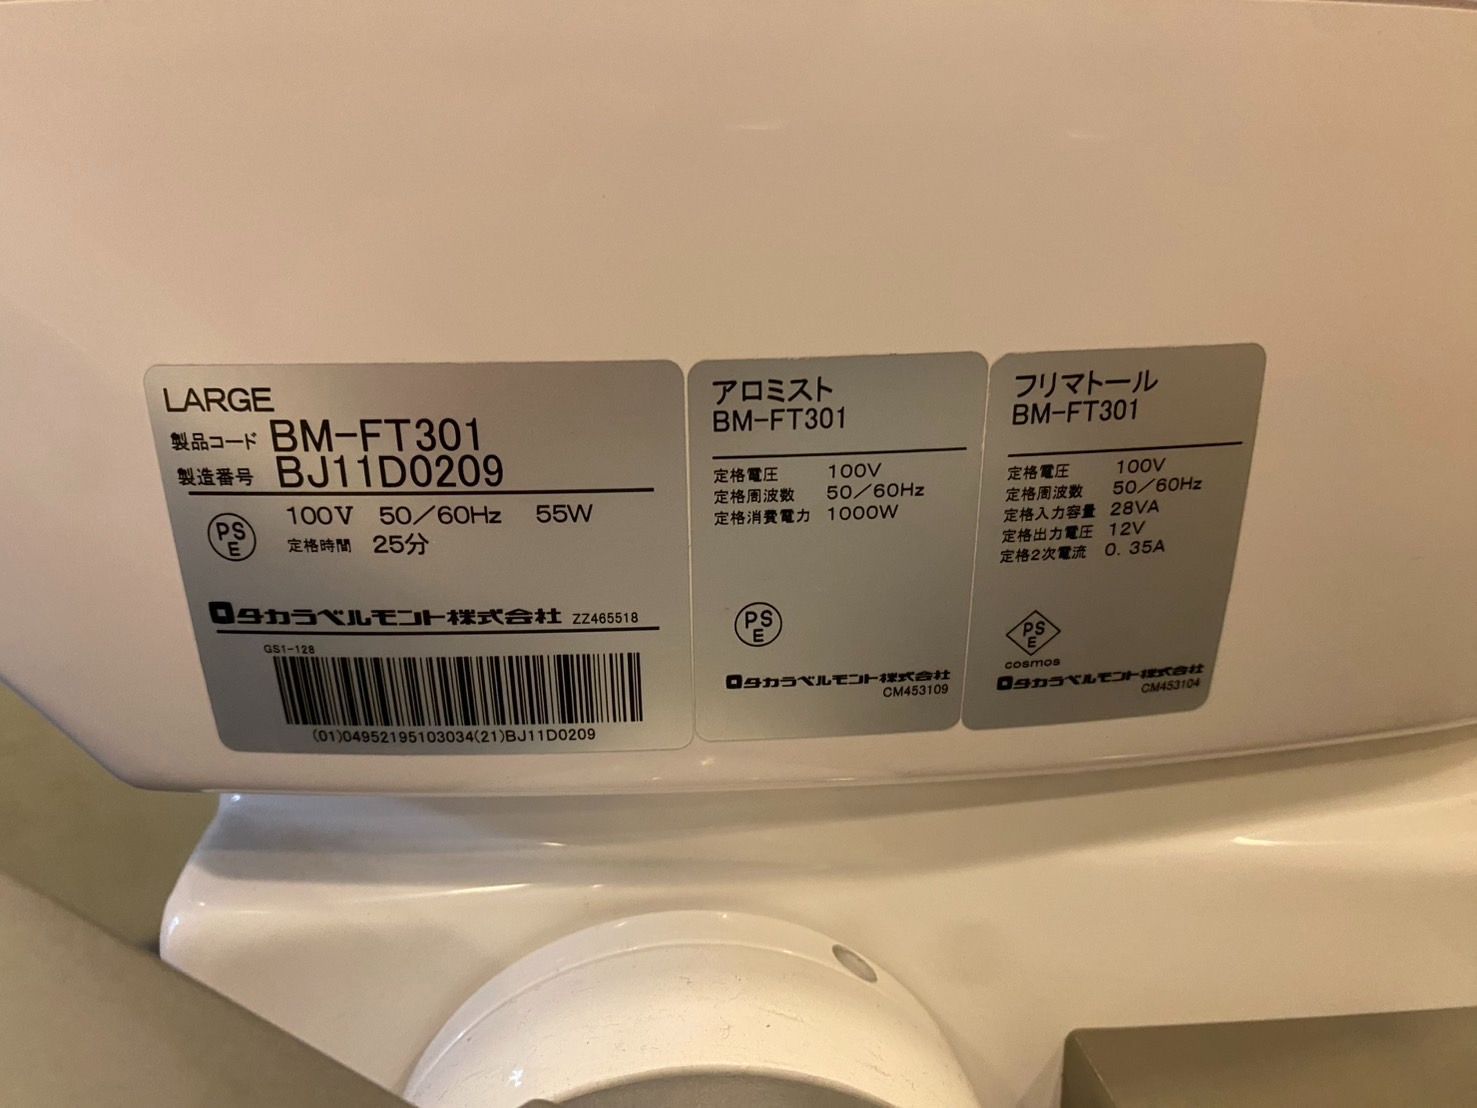 LARGE
製品コード BM-FT301
製造番号 BJ11D0209
PSE 100V 50/60Hz 55W
定格時間 25分
タカラベルモント株式会社 ZZ465518
GS1-128
(01)04952195103034(21)BJ11D0209
アロミスト
BM-FT301
定格電圧 100V
定格周波数 50/60Hz
定格消費電力 1000W
PSE
タカラベルモント株式会社
CM453109
フリマトール
BM-FT301
定格電圧 100V
定格周波数 50/60Hz
定格入力容量 28VA
定格出力電圧 12V
定格2次電流 0.35A
PSE
cosmos
タカラベルモント株式会社
CM453104